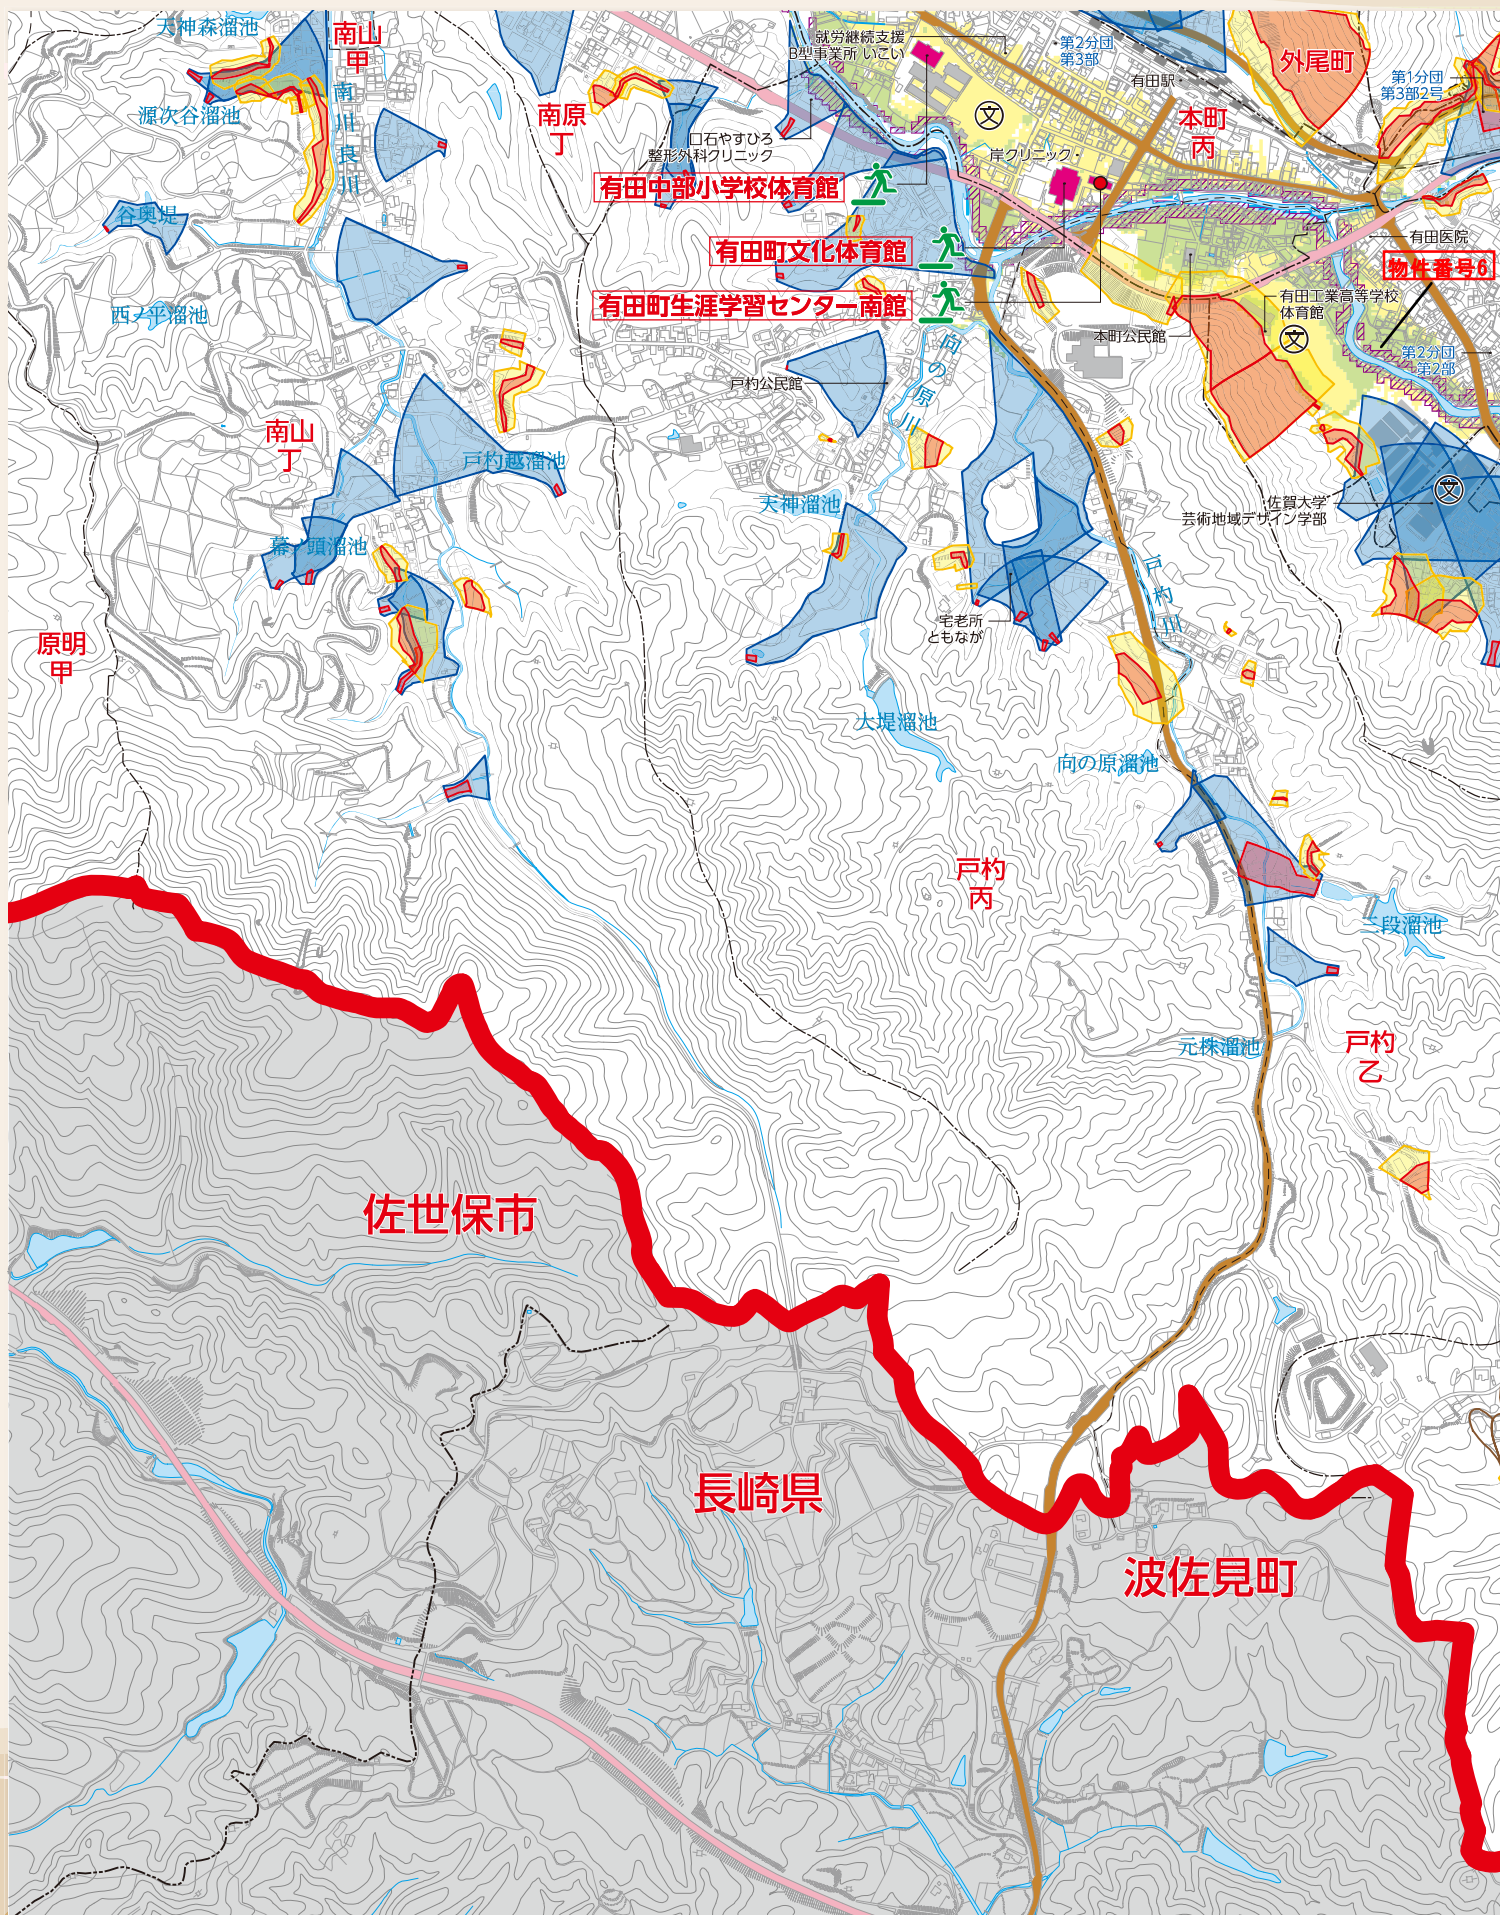 天神森溜池
南山
甲
源次谷溜池
南川良川
谷奥堤
西ノ平溜池
南原
丁
就労継続支援
B型事業所 いこい
第2分団
第3部
有田駅
外尾町
第1分団
第3部2号
本町
丙
口石やすひろ
整形外科クリニック
岸クリニック
有田中部小学校体育館
文
有田町文化体育館
有田医院
物件番号6
有田町生涯学習センター南館
有田工業高等学校
体育館
文
本町公民館
第2分団
第2部
向の原川
戸杓公民館
南山
丁
戸杓越溜池
天神溜池
佐賀大学
芸術地域デザイン学部
文
幕ノ頭溜池
戸杓川
宅老所
ともなが
原明
甲
大堤溜池
向の原溜池
戸杓
丙
三段溜池
元株溜池
戸杓
乙
佐世保市
長崎県
波佐見町